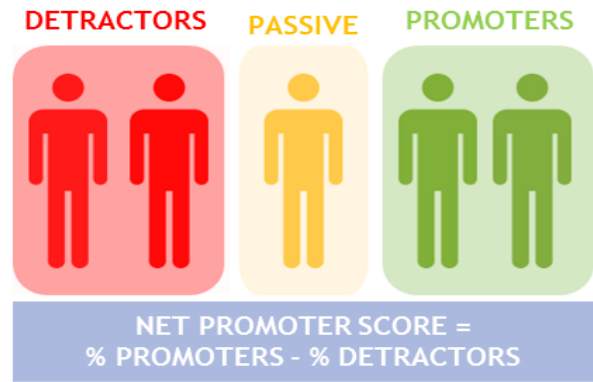 DETRACTORS
PASSIVE
PROMOTERS
NET PROMOTER SCORE =
% PROMOTERS - % DETRACTORS